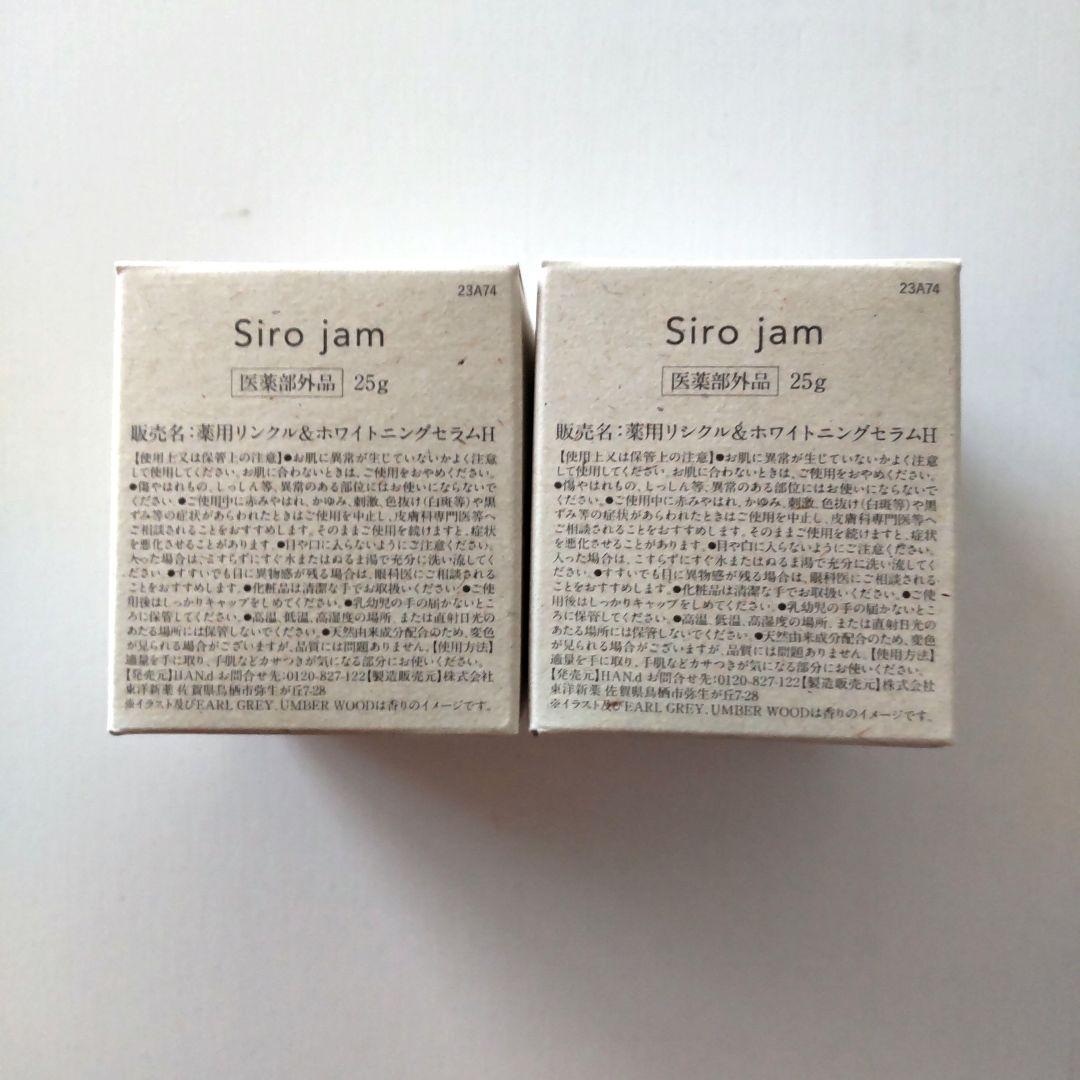 23A74
Siro jam
医薬部外品 25g
販売名:薬用リンクル&ホワイトニングセラムH
【使用上又は保管上の注意】●お肌に異常が生じていないかよく注意
して使用してください。お肌に合わないときは、ご使用をおやめください。
●傷やはれもの、しっしん等、異常のある部位にはお使いにならないで
ください。●ご使用中に赤みやはれ、かゆみ、刺激、色抜け(白斑等)や黒
ずみ等の症状があらわれたときはご使用を中止し、皮膚科専門医等へ
ご相談されることをおすすめします。そのままご使用を続けますと、症状
を悪化させることがあります。●目や口に入らないようにご注意ください。
入った場合は、こすらずにすぐ水またはぬるま湯で充分に洗い流してく
ださい。●すすいでも目に異物感が残る場合は、眼科医にご相談される
ことをおすすめします。●化粧品は清潔な手でお取扱いください。●ご使
用後はしっかりキャップをしめてください。●乳幼児の手の届かないとこ
ろに保管してください。●高温、低温、高湿度の場所、または直射日光の
あたる場所には保管しないでください。●天然由来成分配合のため、変色
が見られる場合がございますが、品質には問題ありません。【使用方法】
適量を手に取り、手肌などカサつきが気になる部分にお使いください。
【発売元】HAN.d お問合せ先:0120-827-122【製造販売元】株式会社
東洋新薬 佐賀県鳥栖市弥生が丘7-28
※イラスト及びEARL GREY、UMBER WOODは香りのイメージです。
23A74
Siro jam
医薬部外品 25g
販売名:薬用リンクル&ホワイトニングセラムH
【使用上又は保管上の注意】●お肌に異常が生じていないかよく注意
して使用してください。お肌に合わないときは、ご使用をおやめください。
●傷やはれもの、しっしん等、異常のある部位にはお使いにならないで
ください。●ご使用中に赤みやはれ、かゆみ、刺激、色抜け(白斑等)や黒
ずみ等の症状があらわれたときはご使用を中止し、皮膚科専門医等へ
ご相談されることをおすすめします。そのままご使用を続けますと、症状
を悪化させることがあります。●目や口に入らないようにご注意ください。
入った場合は、こすらずにすぐ水またはぬるま湯で充分に洗い流してく
ださい。●すすいでも目に異物感が残る場合は、眼科医にご相談される
ことをおすすめします。●化粧品は清潔な手でお取扱いください。●ご使
用後はしっかりキャップをしめてください。●乳幼児の手の届かないとこ
ろに保管してください。●高温、低温、高湿度の場所、または直射日光の
あたる場所には保管しないでください。●天然由来成分配合のため、変色
が見られる場合がございますが、品質には問題ありません。【使用方法】
適量を手に取り、手肌などカサつきが気になる部分にお使いください。
【発売元】HAN.d お問合せ先:0120-827-122【製造販売元】株式会社
東洋新薬 佐賀県鳥栖市弥生が丘7-28
※イラスト及びEARL GREY、UMBER WOODは香りのイメージです。